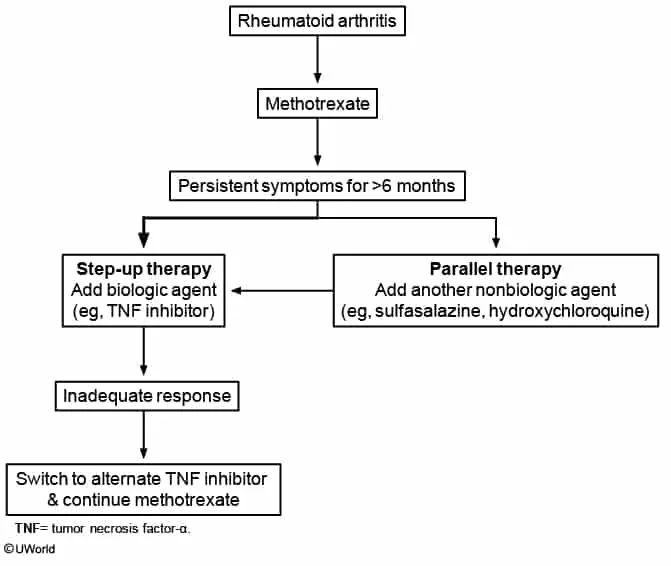 Rheumatoid arthritis
Methotrexate
Persistent symptoms for >6 months
Step-up therapy
Add biologic agent
(eg, TNF inhibitor)
Parallel therapy
Add another nonbiologic agent
(eg, sulfasalazine, hydroxychloroquine)
Inadequate response
Switch to alternate TNF inhibitor
& continue methotrexate
TNF= tumor necrosis factor-α.
©UWorld